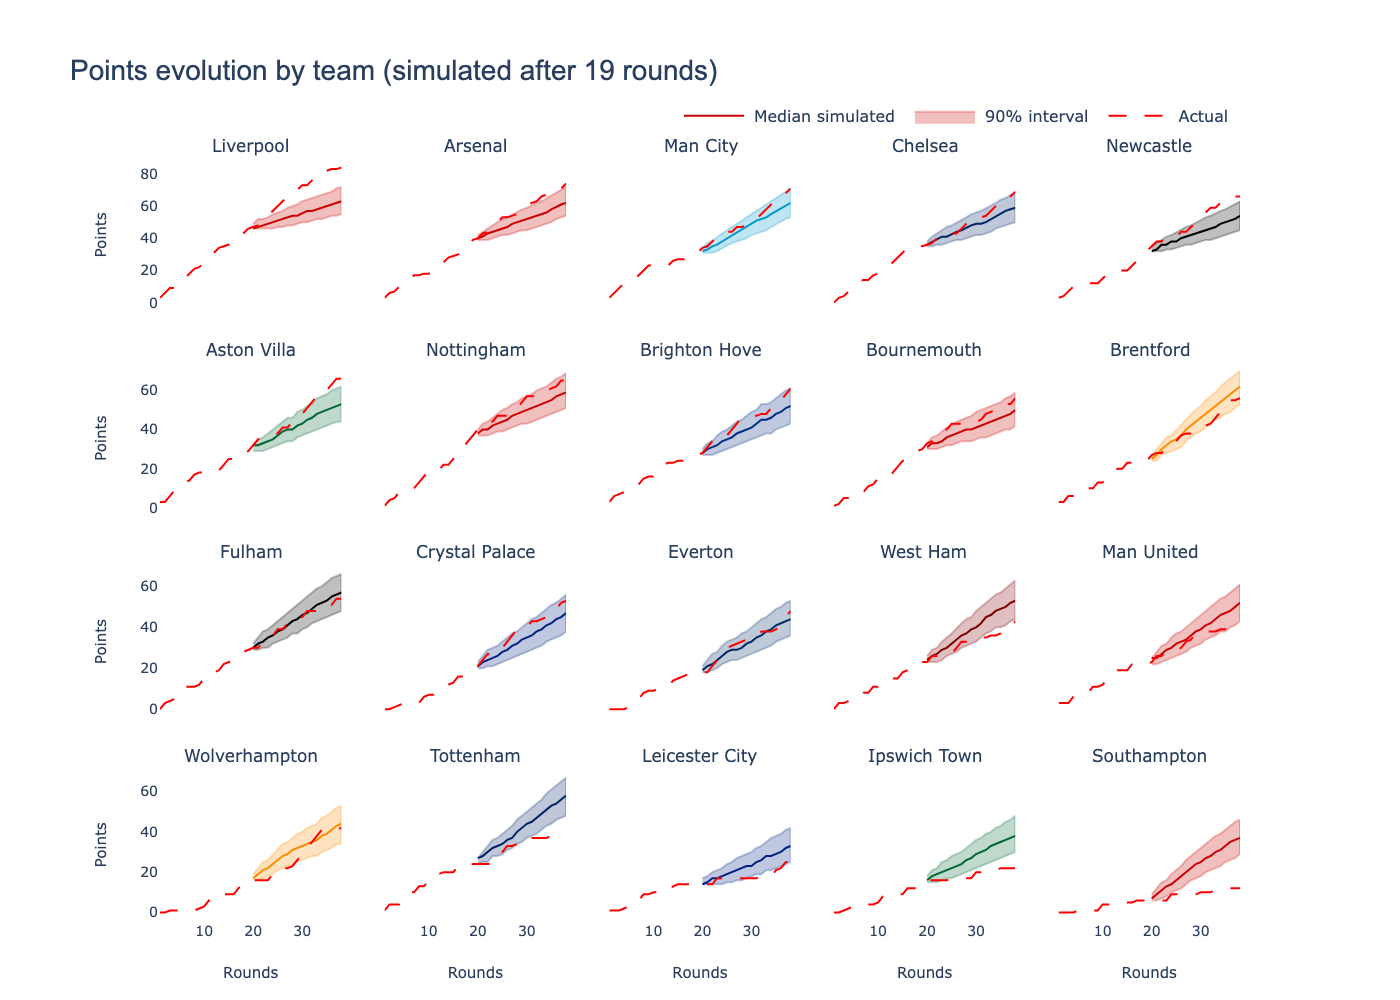 Points evolution by team (simulated after 19 rounds)
Median simulated 90% interval Actual
Liverpool Arsenal Man City Chelsea Newcastle
80
60
40
20
0
Points
Aston Villa Nottingham Brighton Hove Bournemouth Brentford
60
40
20
0
Points
Fulham Crystal Palace Everton West Ham Man United
60
40
20
0
Points
Wolverhampton Tottenham Leicester City Ipswich Town Southampton
60
40
20
0
Points
10 20 30 10 20 30 10 20 30 10 20 30 10 20 30
Rounds Rounds Rounds Rounds Rounds